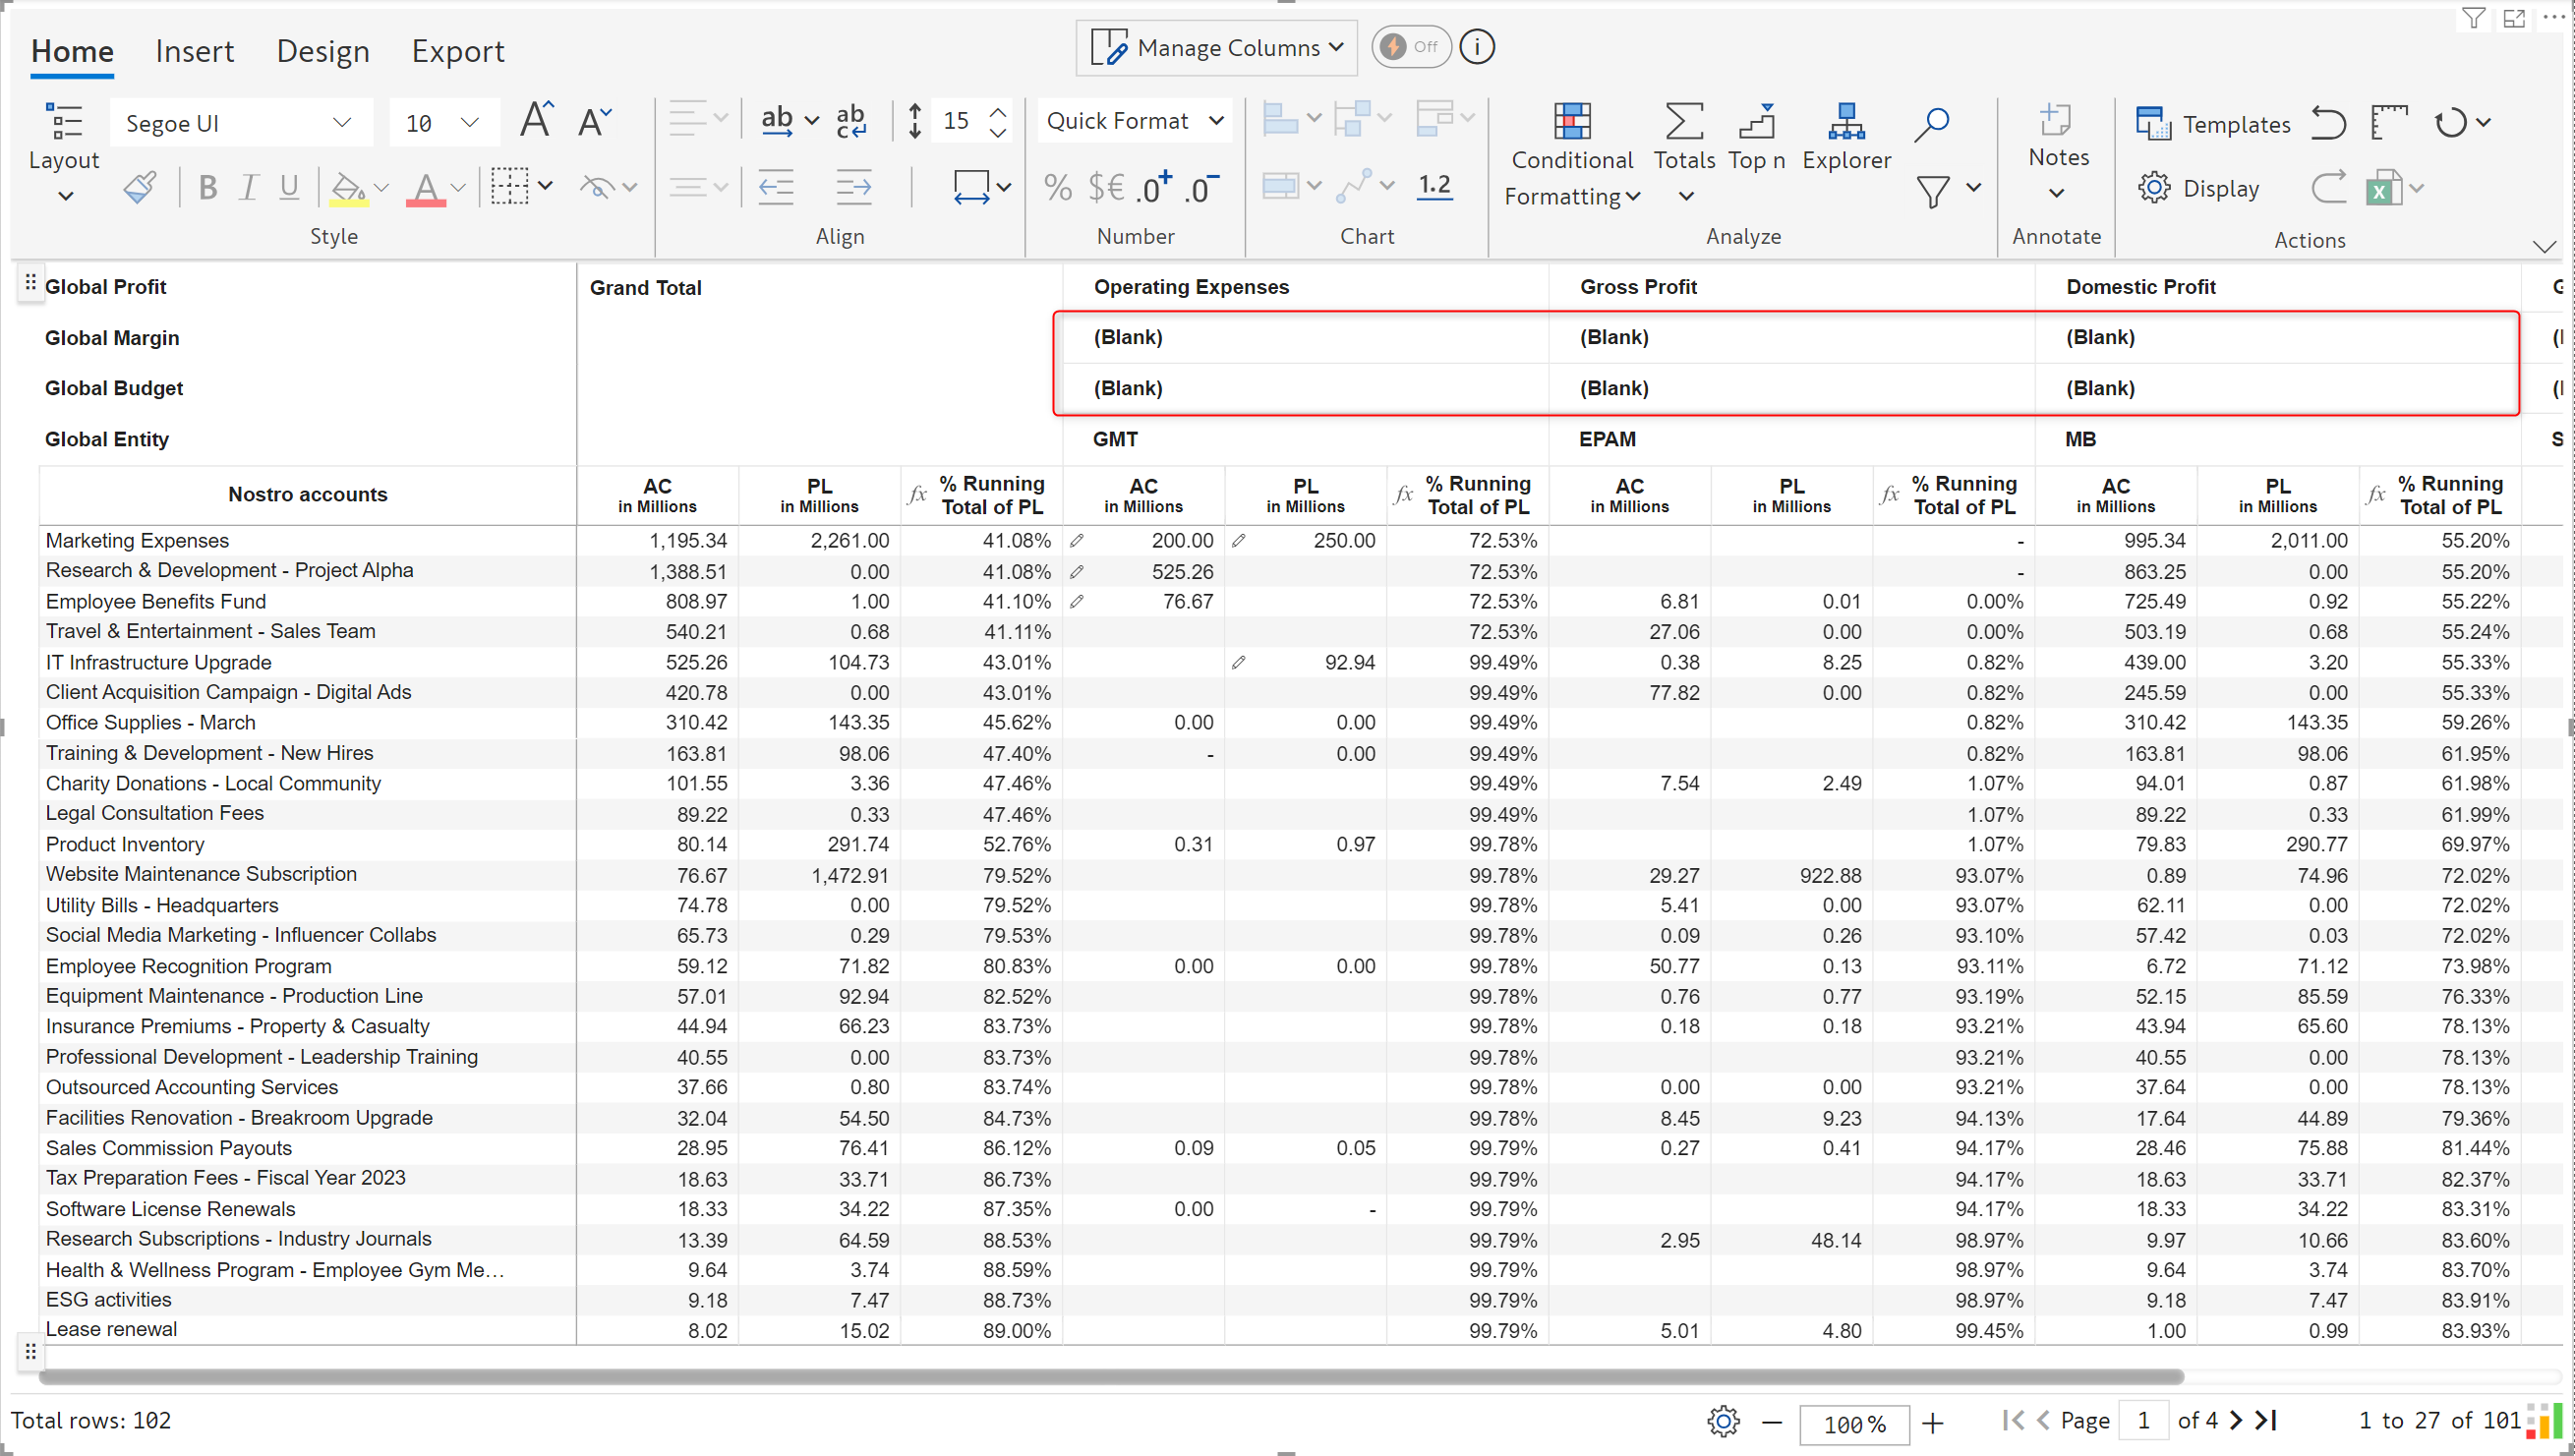 Home Insert Design Export Manage Columns Off i
Segoe UI 10 A A ab ab 15 Quick Format Templates
c
Layout Conditional Totals Top n Explorer Notes
B I U A % $€ .0+ .0- 1.2 Formatting Display
Style Align Number Chart Analyze Annotate Actions
Global Profit Grand Total Operating Expenses Gross Profit Domestic Profit
Global Margin (Blank) (Blank) (Blank)
Global Budget (Blank) (Blank) (Blank)
Global Entity GMT EPAM MB
Nostro accounts AC PL fx % Running AC PL fx % Running AC PL fx % Running AC PL fx % Running
in Millions in Millions Total of PL in Millions in Millions Total of PL in Millions in Millions Total of PL in Millions in Millions Total of PL
Marketing Expenses 1,195.34 2,261.00 41.08% 200.00 250.00 72.53% - 995.34 2,011.00 55.20%
Research & Development - Project Alpha 1,388.51 0.00 41.08% 525.26 72.53% - 863.25 0.00 55.20%
Employee Benefits Fund 808.97 1.00 41.10% 76.67 72.53% 6.81 0.01 0.00% 725.49 0.92 55.22%
Travel & Entertainment - Sales Team 540.21 0.68 41.11% 72.53% 27.06 0.00 0.00% 503.19 0.68 55.24%
IT Infrastructure Upgrade 525.26 104.73 43.01% 92.94 99.49% 0.38 8.25 0.82% 439.00 3.20 55.33%
Client Acquisition Campaign - Digital Ads 420.78 0.00 43.01% 99.49% 77.82 0.00 0.82% 245.59 0.00 55.33%
Office Supplies - March 310.42 143.35 45.62% 0.00 0.00 99.49% 0.82% 310.42 143.35 59.26%
Training & Development - New Hires 163.81 98.06 47.40% - 0.00 99.49% 0.82% 163.81 98.06 61.95%
Charity Donations - Local Community 101.55 3.36 47.46% 99.49% 7.54 2.49 1.07% 94.01 0.87 61.98%
Legal Consultation Fees 89.22 0.33 47.46% 99.49% 1.07% 89.22 0.33 61.99%
Product Inventory 80.14 291.74 52.76% 0.31 0.97 99.78% 1.07% 79.83 290.77 69.97%
Website Maintenance Subscription 76.67 1,472.91 79.52% 99.78% 29.27 922.88 93.07% 0.89 74.96 72.02%
Utility Bills - Headquarters 74.78 0.00 79.52% 99.78% 5.41 0.00 93.07% 62.11 0.00 72.02%
Social Media Marketing - Influencer Collabs 65.73 0.29 79.53% 99.78% 0.09 0.26 93.10% 57.42 0.03 72.02%
Employee Recognition Program 59.12 71.82 80.83% 0.00 0.00 99.78% 50.77 0.13 93.11% 6.72 71.12 73.98%
Equipment Maintenance - Production Line 57.01 92.94 82.52% 99.78% 0.76 0.77 93.19% 52.15 85.59 76.33%
Insurance Premiums - Property & Casualty 44.94 66.23 83.73% 99.78% 0.18 0.18 93.21% 43.94 65.60 78.13%
Professional Development - Leadership Training 40.55 0.00 83.73% 99.78% 93.21% 40.55 0.00 78.13%
Outsourced Accounting Services 37.66 0.80 83.74% 99.78% 0.00 0.00 93.21% 37.64 0.00 78.13%
Facilities Renovation - Breakroom Upgrade 32.04 54.50 84.73% 99.78% 8.45 9.23 94.13% 17.64 44.89 79.36%
Sales Commission Payouts 28.95 76.41 86.12% 0.09 0.05 99.79% 0.27 0.41 94.17% 28.46 75.88 81.44%
Tax Preparation Fees - Fiscal Year 2023 18.63 33.71 86.73% 99.79% 94.17% 18.63 33.71 82.37%
Software License Renewals 18.33 34.22 87.35% 0.00 - 99.79% 94.17% 18.33 34.22 83.31%
Research Subscriptions - Industry Journals 13.39 64.59 88.53% 99.79% 2.95 48.14 98.97% 9.97 10.66 83.60%
Health & Wellness Program - Employee Gym Me... 9.64 3.74 88.59% 99.79% 98.97% 9.64 3.74 83.70%
ESG activities 9.18 7.47 88.73% 99.79% 98.97% 9.18 7.47 83.91%
Lease renewal 8.02 15.02 89.00% 99.79% 5.01 4.80 99.45% 1.00 0.99 83.93%
Total rows: 102 100% Page 1 of 4 1 to 27 of 101